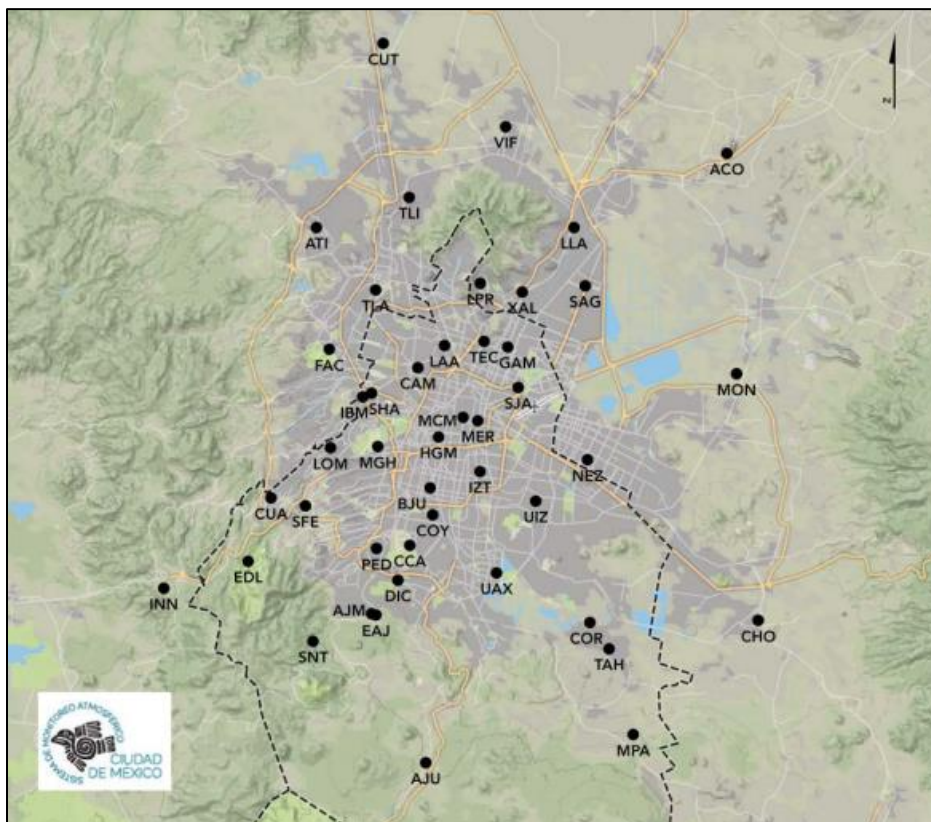 CUT
N
VIF
ACO
TLI
ATI
LLA
TLA
LPR
XAL
SAG
FAC
LAA
TEC
GAM
CAM
MON
IBM
SHA
SJA
MCM
MER
HGM
LOM
MGH
NEZ
IZT
BJU
UIZ
CUA
SFE
COY
PED
CCA
EDL
DIC
UAX
INN
AJM
EAJ
COR
CHO
SNT
TAH
MPA
AJU
SISTEMA DE MONITOREO ATMOSFÉRICO
CIUDAD
DE MÉXICO